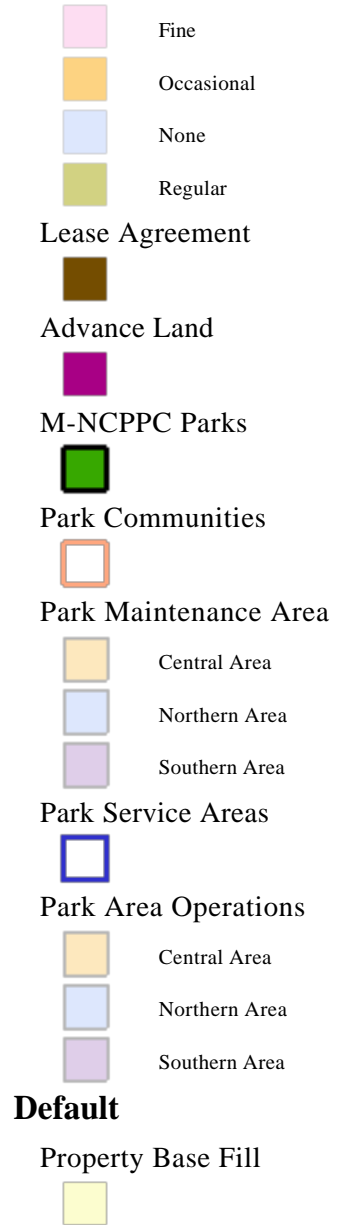 Fine
Occasional
None
Regular
Lease Agreement
Advance Land
M-NCPPC Parks
Park Communities
Park Maintenance Area
Central Area
Northern Area
Southern Area
Park Service Areas
Park Area Operations
Central Area
Northern Area
Southern Area
Default
Property Base Fill